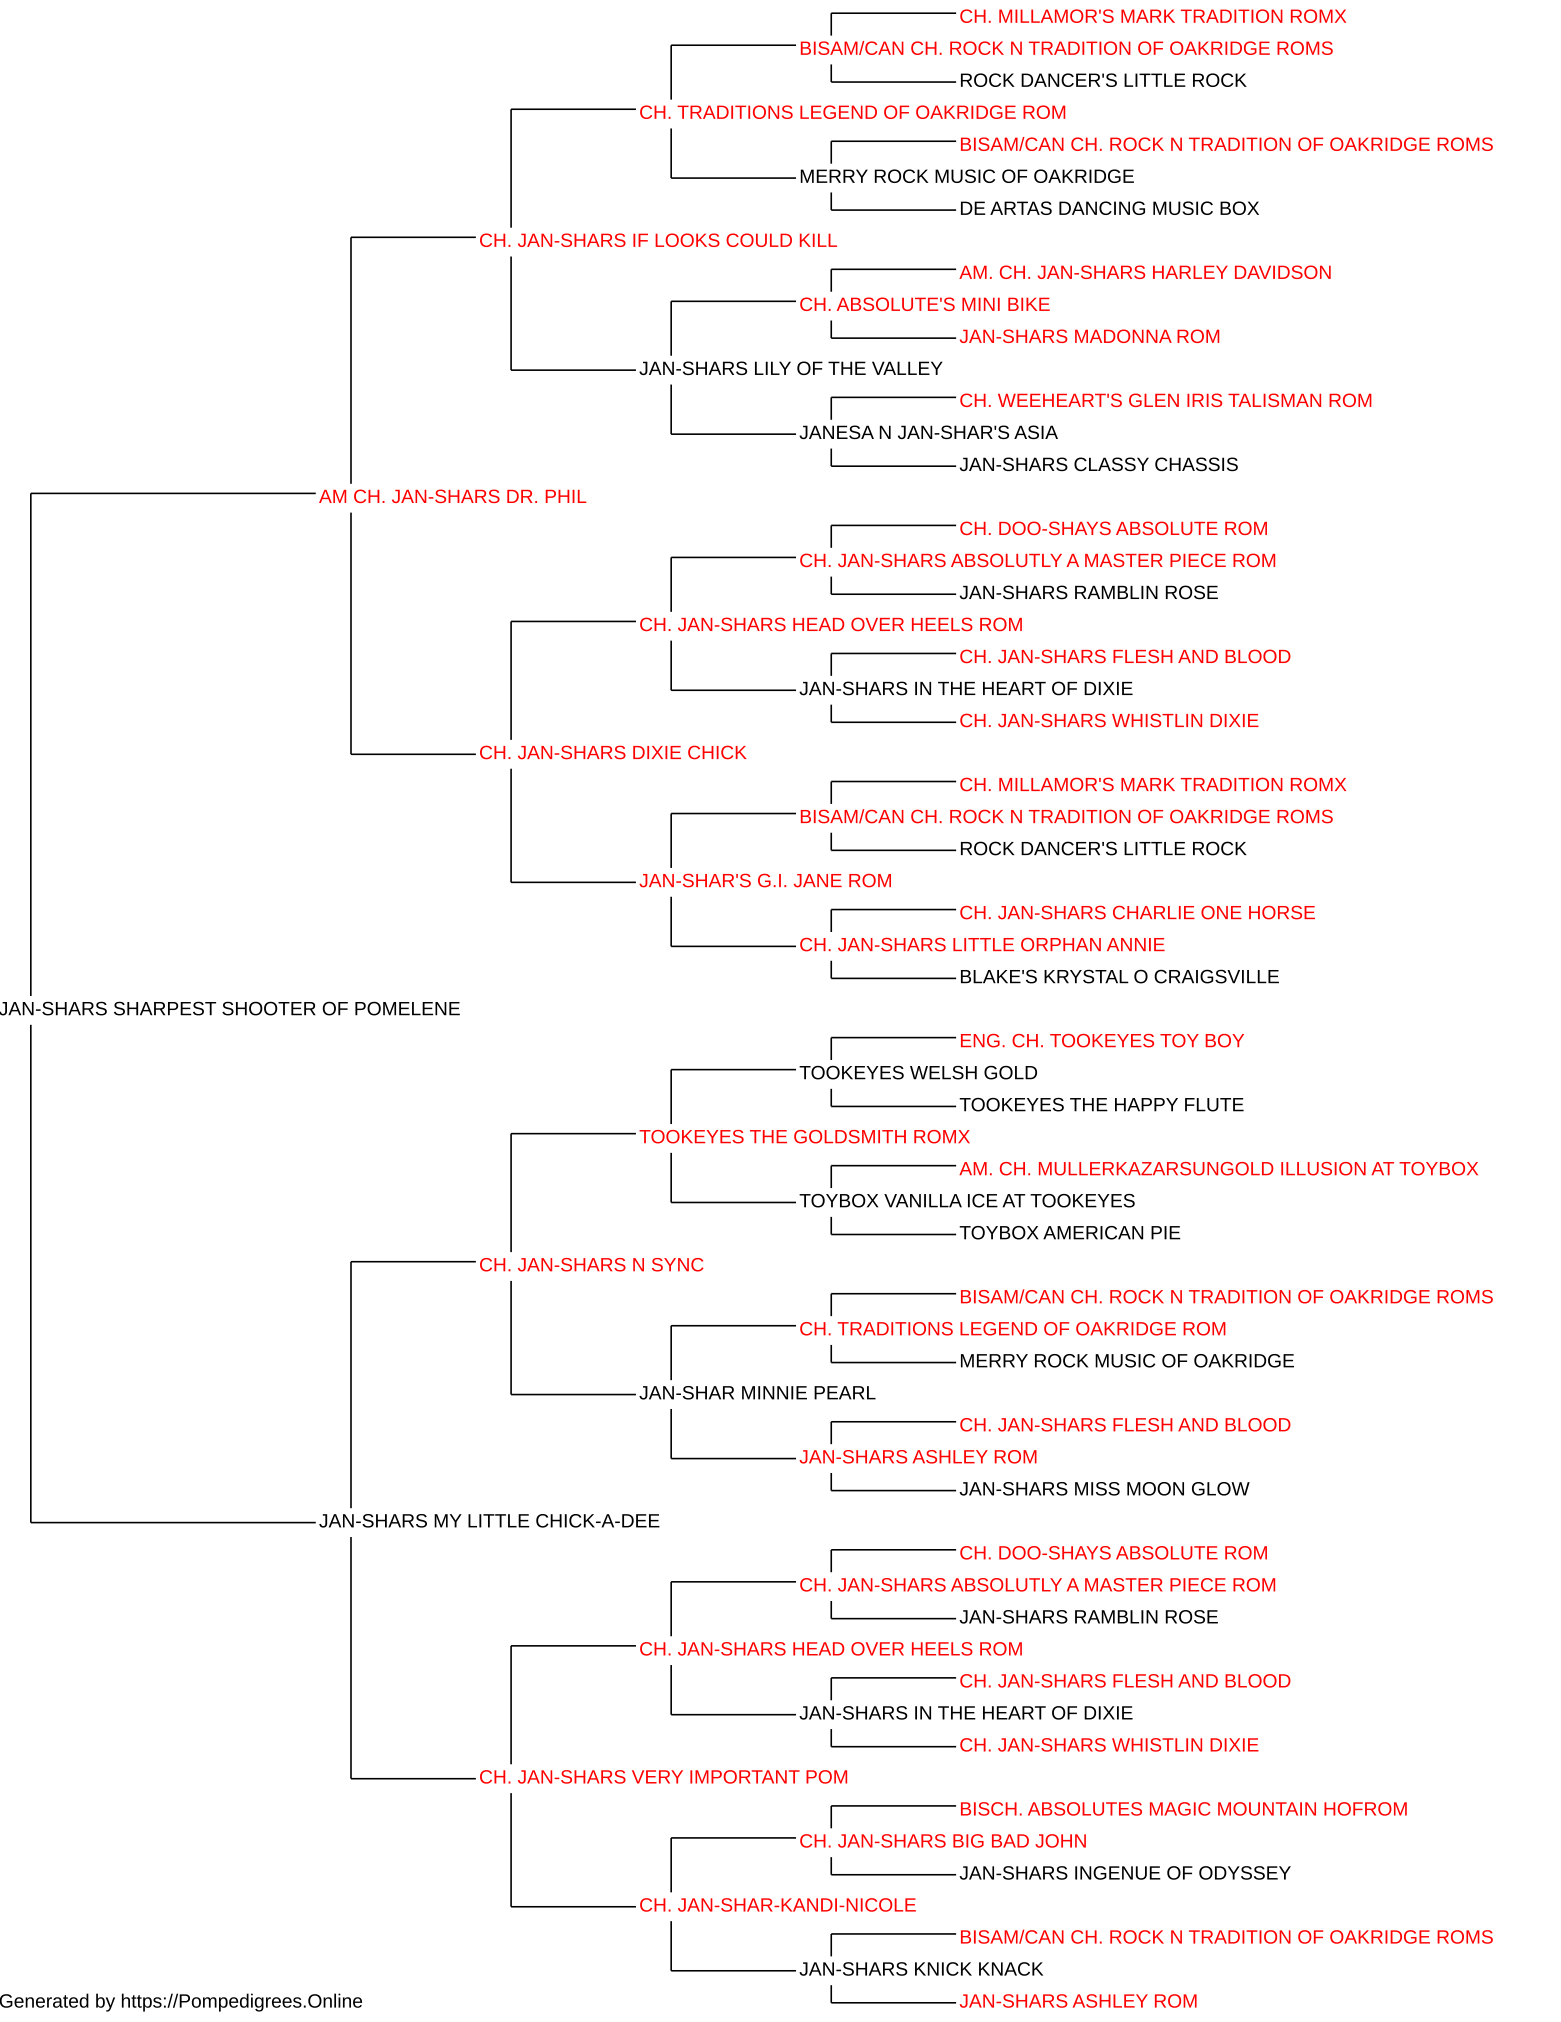 CH. MILLAMOR'S MARK TRADITION ROMX
BISAM/CAN CH. ROCK N TRADITION OF OAKRIDGE ROMS
ROCK DANCER'S LITTLE ROCK
CH. TRADITIONS LEGEND OF OAKRIDGE ROM
BISAM/CAN CH. ROCK N TRADITION OF OAKRIDGE ROMS
MERRY ROCK MUSIC OF OAKRIDGE
DE ARTAS DANCING MUSIC BOX
CH. JAN-SHARS IF LOOKS COULD KILL
AM. CH. JAN-SHARS HARLEY DAVIDSON
CH. ABSOLUTE'S MINI BIKE
JAN-SHARS MADONNA ROM
JAN-SHARS LILY OF THE VALLEY
CH. WEEHEART'S GLEN IRIS TALISMAN ROM
JANESA N JAN-SHAR'S ASIA
JAN-SHARS CLASSY CHASSIS
AM CH. JAN-SHARS DR. PHIL
CH. DOO-SHAYS ABSOLUTE ROM
CH. JAN-SHARS ABSOLUTLY A MASTER PIECE ROM
JAN-SHARS RAMBLIN ROSE
CH. JAN-SHARS HEAD OVER HEELS ROM
CH. JAN-SHARS FLESH AND BLOOD
JAN-SHARS IN THE HEART OF DIXIE
CH. JAN-SHARS WHISTLIN DIXIE
CH. JAN-SHARS DIXIE CHICK
CH. MILLAMOR'S MARK TRADITION ROMX
BISAM/CAN CH. ROCK N TRADITION OF OAKRIDGE ROMS
ROCK DANCER'S LITTLE ROCK
JAN-SHAR'S G.I. JANE ROM
CH. JAN-SHARS CHARLIE ONE HORSE
CH. JAN-SHARS LITTLE ORPHAN ANNIE
BLAKE'S KRYSTAL O CRAIGSVILLE
JAN-SHARS SHARPEST SHOOTER OF POMELENE
ENG. CH. TOOKEYES TOY BOY
TOOKEYES WELSH GOLD
TOOKEYES THE HAPPY FLUTE
TOOKEYES THE GOLDSMITH ROMX
AM. CH. MULLERKAZARSUNGOLD ILLUSION AT TOYBOX
TOYBOX VANILLA ICE AT TOOKEYES
TOYBOX AMERICAN PIE
CH. JAN-SHARS N SYNC
BISAM/CAN CH. ROCK N TRADITION OF OAKRIDGE ROMS
CH. TRADITIONS LEGEND OF OAKRIDGE ROM
MERRY ROCK MUSIC OF OAKRIDGE
JAN-SHAR MINNIE PEARL
CH. JAN-SHARS FLESH AND BLOOD
JAN-SHARS ASHLEY ROM
JAN-SHARS MISS MOON GLOW
JAN-SHARS MY LITTLE CHICK-A-DEE
CH. DOO-SHAYS ABSOLUTE ROM
CH. JAN-SHARS ABSOLUTLY A MASTER PIECE ROM
JAN-SHARS RAMBLIN ROSE
CH. JAN-SHARS HEAD OVER HEELS ROM
CH. JAN-SHARS FLESH AND BLOOD
JAN-SHARS IN THE HEART OF DIXIE
CH. JAN-SHARS WHISTLIN DIXIE
CH. JAN-SHARS VERY IMPORTANT POM
BISCH. ABSOLUTES MAGIC MOUNTAIN HOFROM
CH. JAN-SHARS BIG BAD JOHN
JAN-SHARS INGENUE OF ODYSSEY
CH. JAN-SHAR-KANDI-NICOLE
BISAM/CAN CH. ROCK N TRADITION OF OAKRIDGE ROMS
JAN-SHARS KNICK KNACK
JAN-SHARS ASHLEY ROM
Generated by https://Pompedigrees.Online